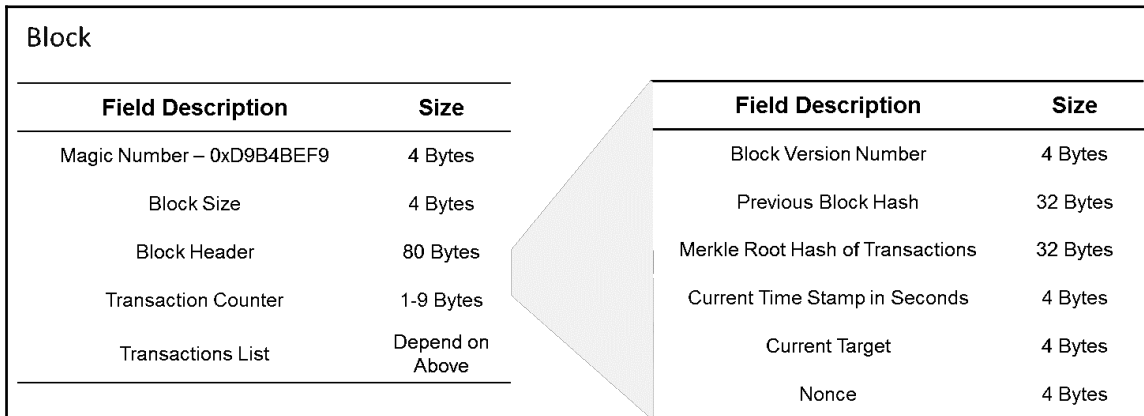 Block
Field Description Size
Magic Number – 0xD9B4BEF9 4 Bytes
Block Size 4 Bytes
Block Header 80 Bytes
Transaction Counter 1-9 Bytes
Transactions List Depend on
Above
Field Description Size
Block Version Number 4 Bytes
Previous Block Hash 32 Bytes
Merkle Root Hash of Transactions 32 Bytes
Current Time Stamp in Seconds 4 Bytes
Current Target 4 Bytes
Nonce 4 Bytes